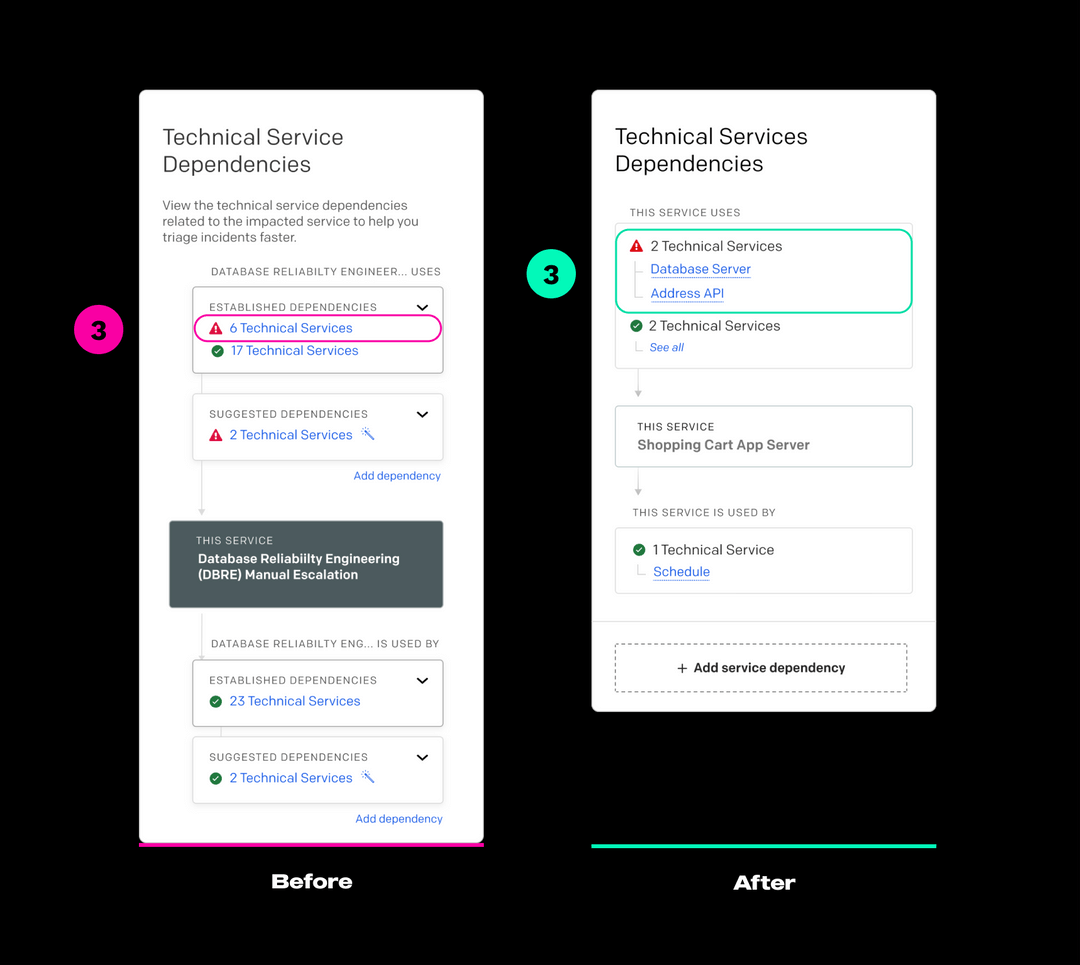 Technical Service
Dependencies
View the technical service dependencies
related to the impacted service to help you
triage incidents faster.
DATABASE RELIABILTY ENGINEER... USES
3
ESTABLISHED DEPENDENCIES
6 Technical Services
17 Technical Services
SUGGESTED DEPENDENCIES
2 Technical Services
Add dependency
THIS SERVICE
Database Reliabiilty Engineering
(DBRE) Manual Escalation
DATABASE RELIABILTY ENG... IS USED BY
ESTABLISHED DEPENDENCIES
23 Technical Services
SUGGESTED DEPENDENCIES
2 Technical Services
Add dependency
Before
Technical Services
Dependencies
THIS SERVICE USES
3
2 Technical Services
Database Server
Address API
2 Technical Services
See all
THIS SERVICE
Shopping Cart App Server
THIS SERVICE IS USED BY
1 Technical Service
Schedule
+ Add service dependency
After